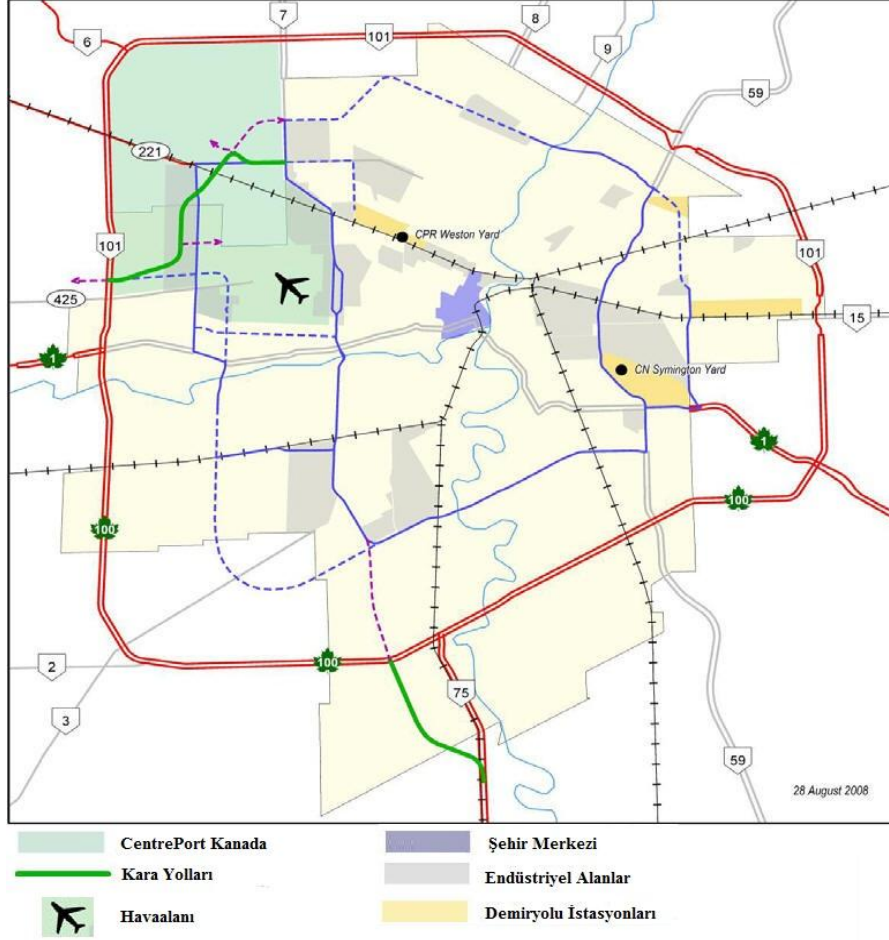 7
8
101
6
9
59
221
CPR Weston Yard
101
101
425
15
1
CN Symington Yard
1
100
100
2
100
75
3
59
28 August 2008
CentrePort Kanada
Şehir Merkezi
Kara Yolları
Endüstriyel Alanlar
Havaalanı
Demiryolu İstasyonları